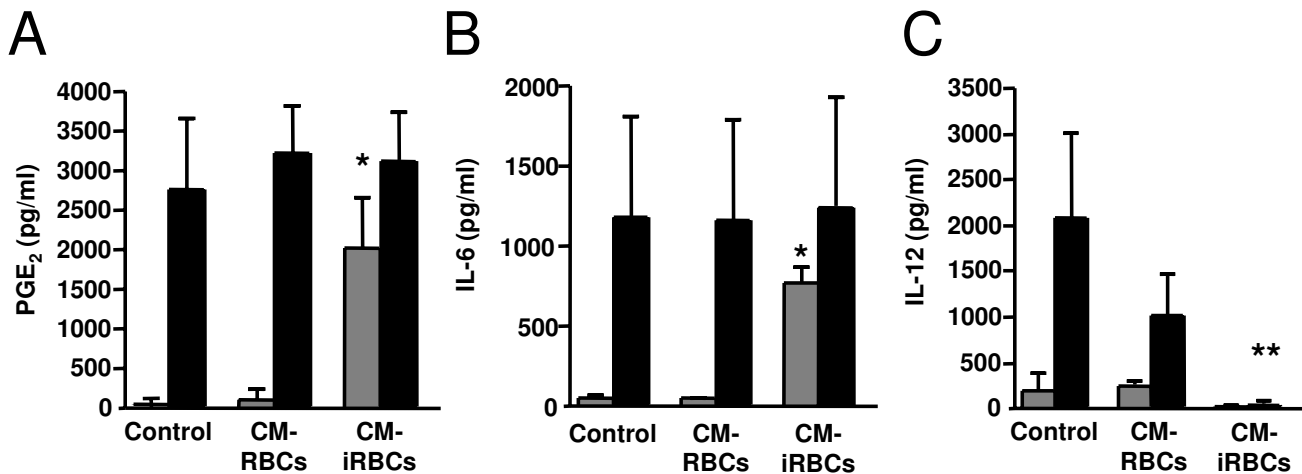 A
B
C
PGE₂ (pg/ml)
4000
3500
3000
2500
2000
1500
1000
500
0
*
Control
CM-
RBCs
CM-
iRBCs
IL-6 (pg/ml)
2000
1500
1000
500
0
*
Control
CM-
RBCs
CM-
iRBCs
IL-12 (pg/ml)
3500
3000
2500
2000
1500
1000
500
0
**
Control
CM-
RBCs
CM-
iRBCs